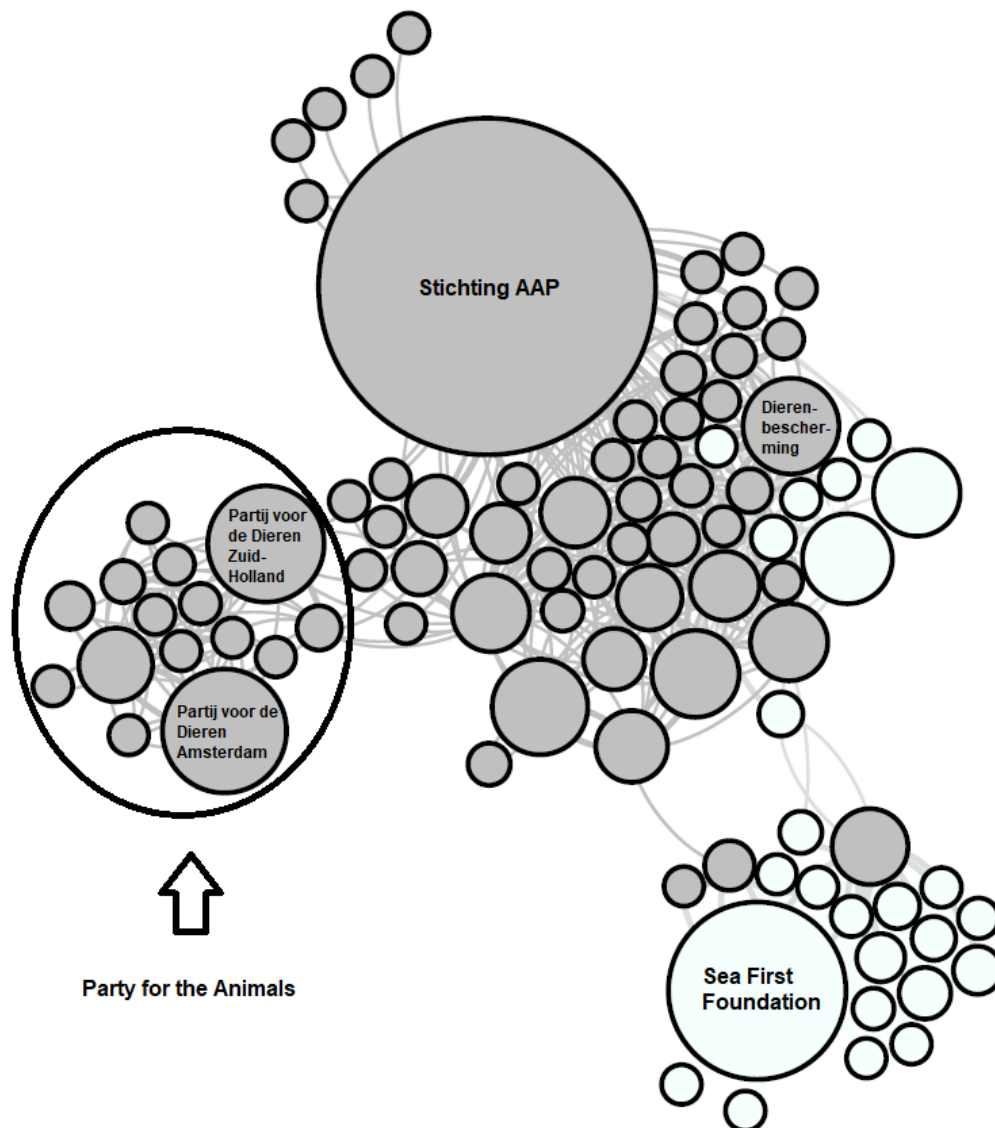 Stichting AAP
Dieren-
bescher-
ming
Partij voor
de Dieren
Zuid-
Holland
Partij voor de
Dieren
Amsterdam
Party for the Animals
Sea First
Foundation